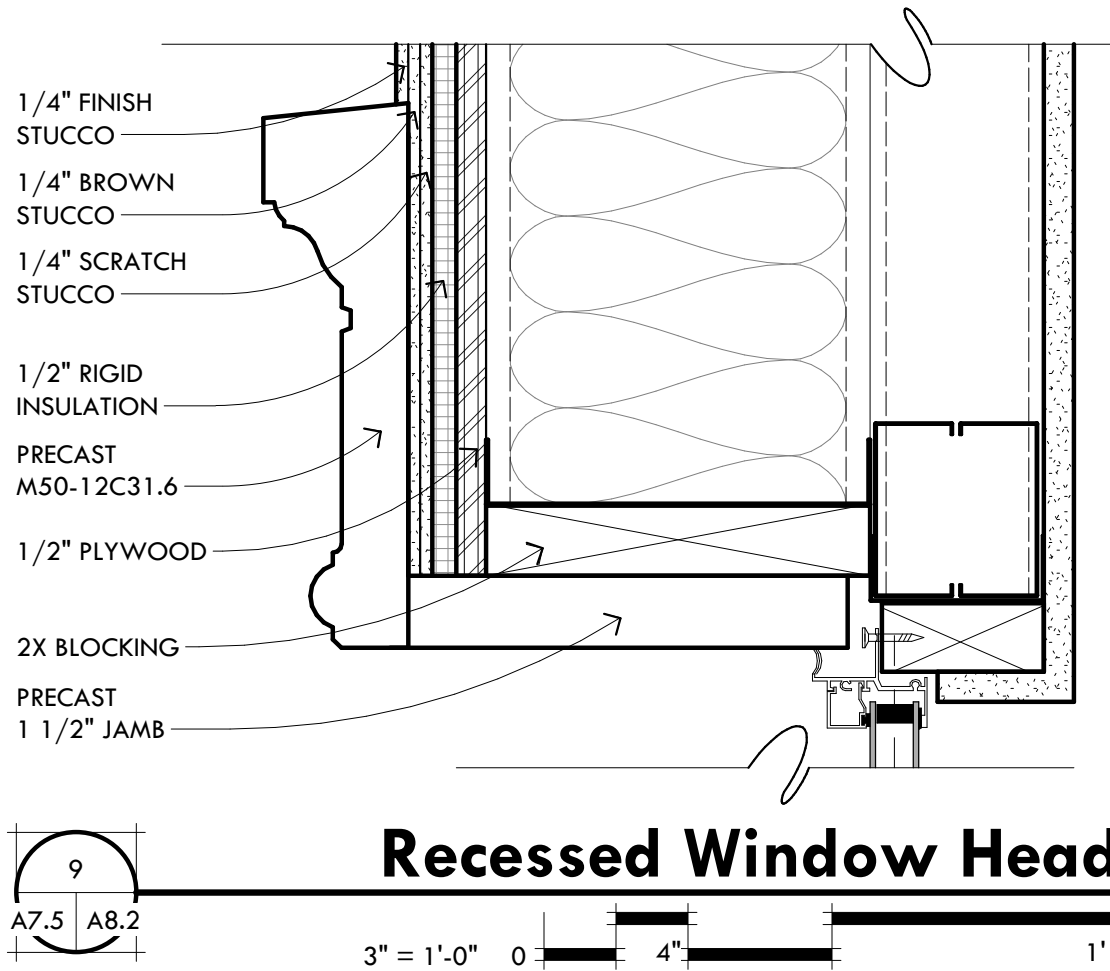 1/4" FINISH
STUCCO
1/4" BROWN
STUCCO
1/4" SCRATCH
STUCCO
1/2" RIGID
INSULATION
PRECAST
M50-12C31.6
1/2" PLYWOOD
2X BLOCKING
PRECAST
1 1/2" JAMB
9
A7.5 A8.2
Recessed Window Head
3" = 1'-0" 0 4" 1'